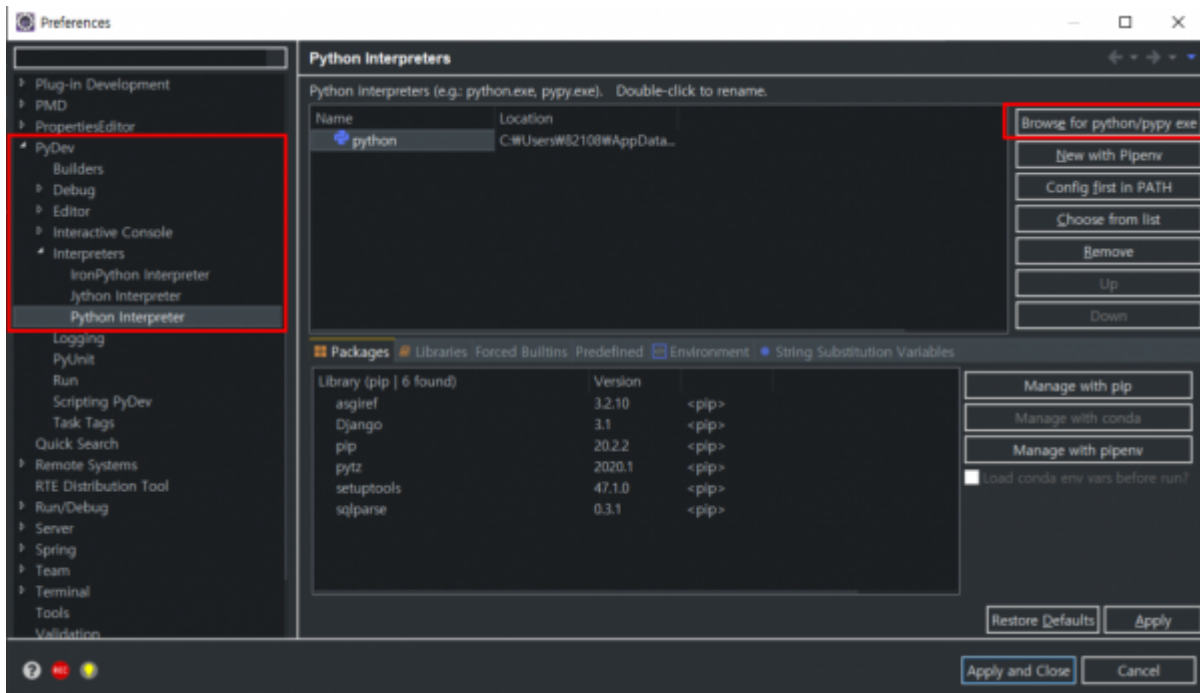 Preferences
Plug-in Development
PMD
PropertiesEditor
PyDev
Builders
Debug
Editor
Interactive Console
Interpreters
IronPython Interpreter
Jython Interpreter
Python Interpreter
Logging
PyUnit
Run
Scripting PyDev
Task Tags
Quick Search
Remote Systems
RTE Distribution Tool
Run/Debug
Server
Spring
Team
Terminal
Tools
Validation
Python Interpreters
Python interpreters (e.g.: python.exe, pypy.exe). Double-click to rename.
Name Location
python C:₩Users₩82108₩AppData...
Browse for python/pypy exe
New with Pipenv
Config first in PATH
Choose from list
Remove
Up
Down
Packages Libraries Forced Builtins Predefined Environment String Substitution Variables
Library (pip | 6 found) Version
asgiref 3.2.10 <pip>
Django 3.1 <pip>
pip 20.2.2 <pip>
pytz 2020.1 <pip>
setuptools 47.1.0 <pip>
sqlparse 0.3.1 <pip>
Manage with pip
Manage with conda
Manage with pipenv
Load conda env vars before run?
Restore Defaults Apply
REC
Apply and Close Cancel